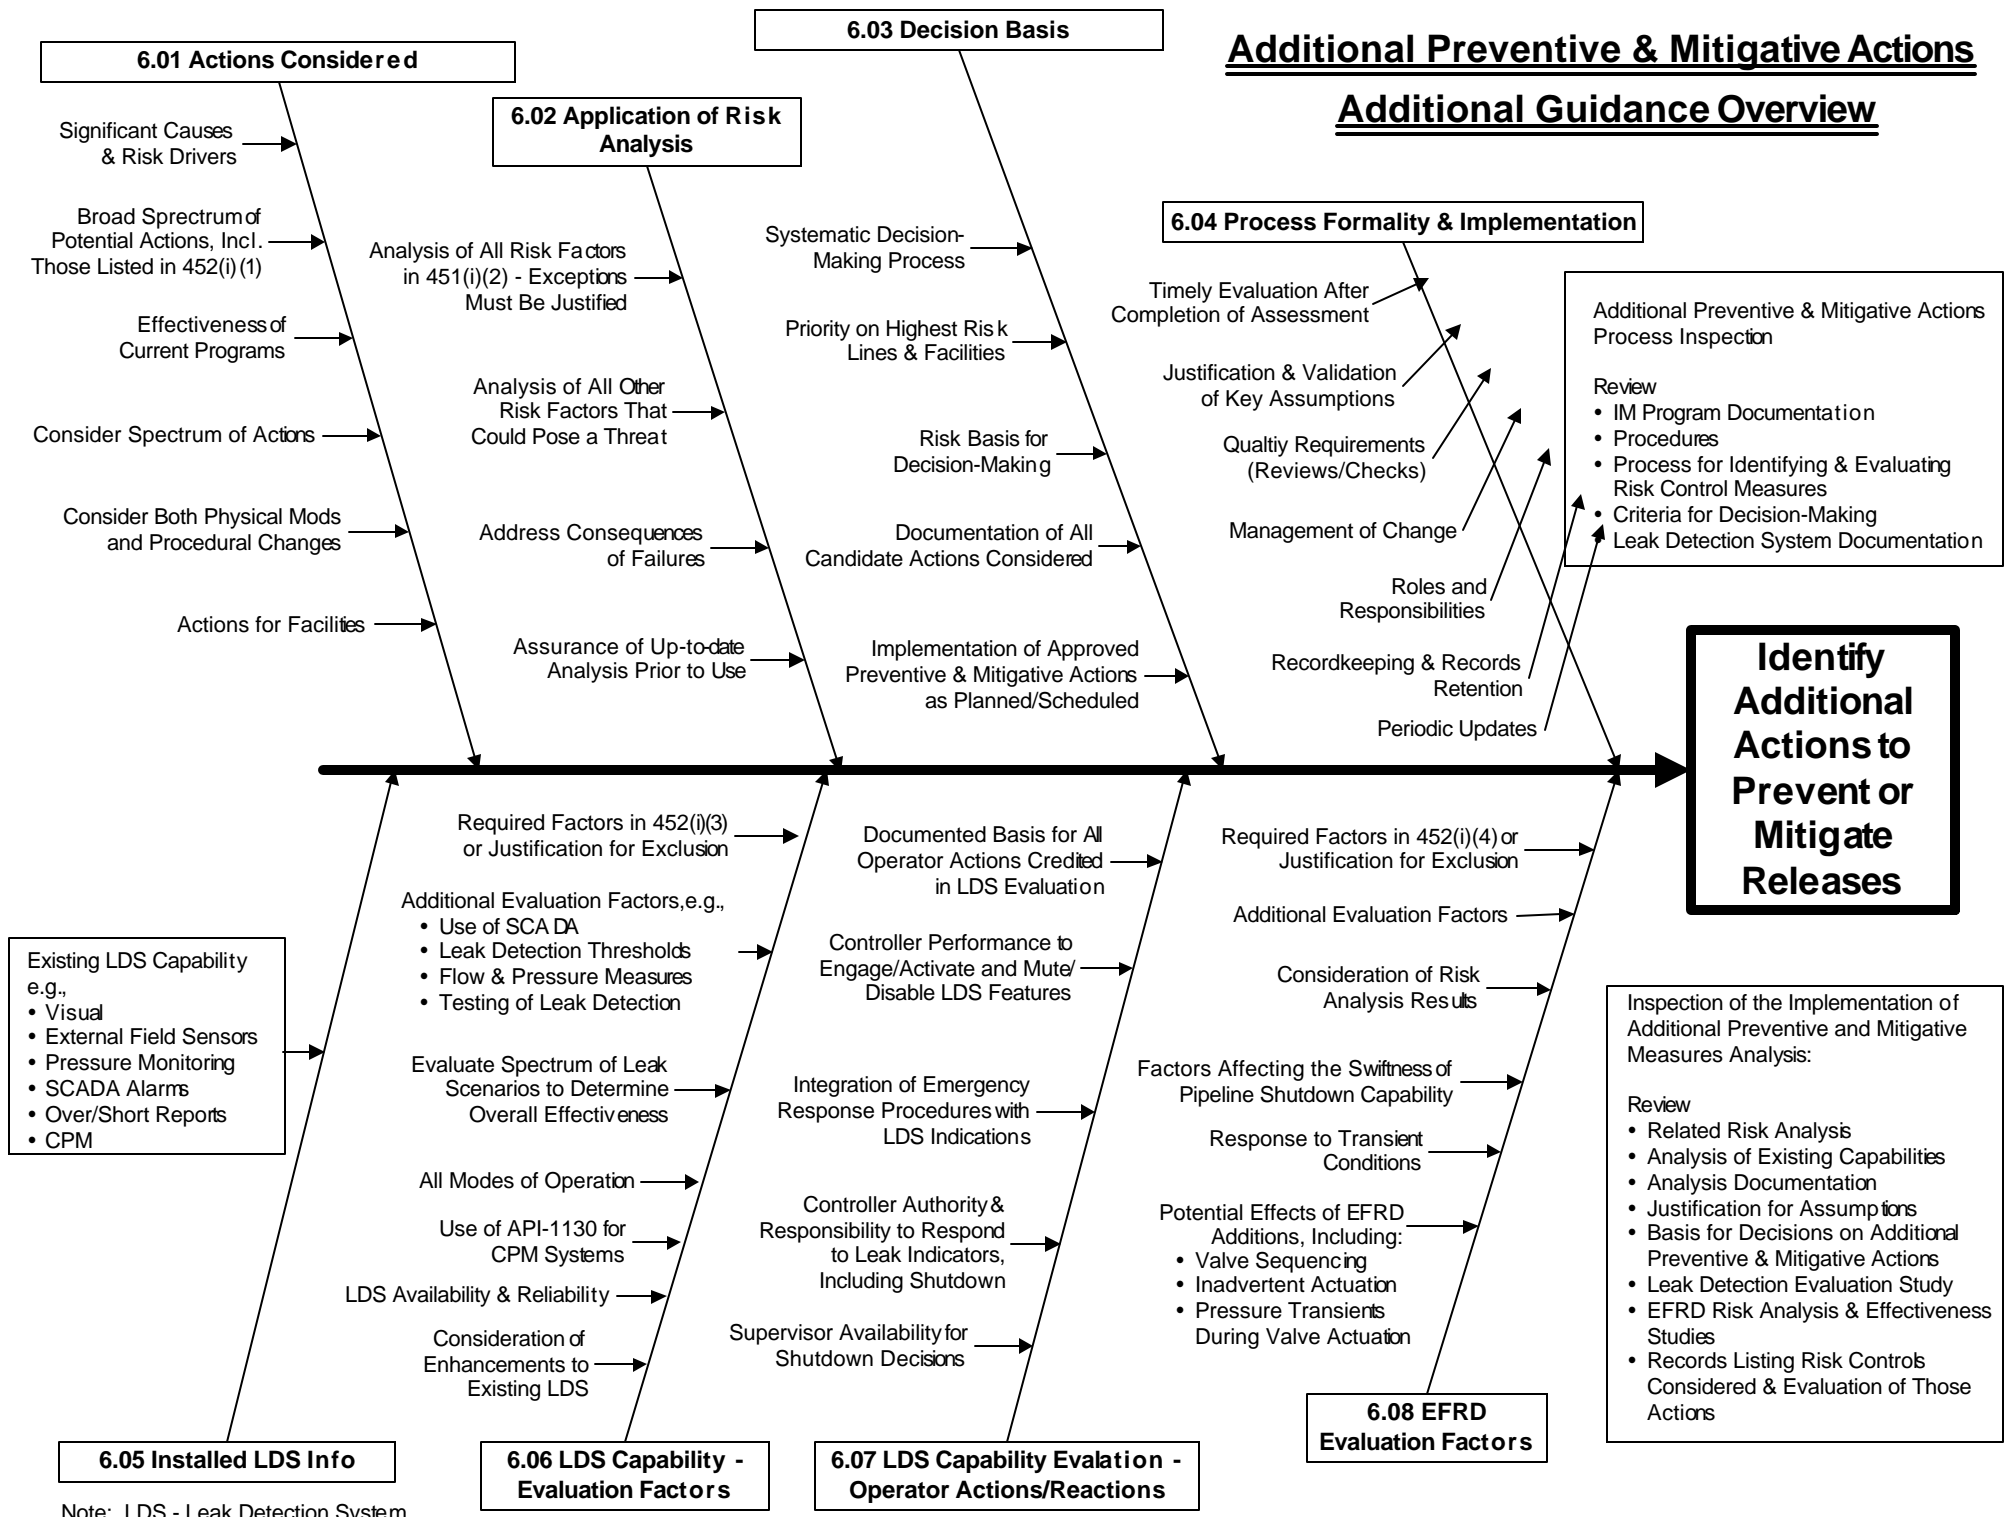 Additional Preventive & Mitigative Actions
Additional Guidance Overview
6.01 Actions Considered
Significant Causes
& Risk Drivers
Broad Sprectrum of
Potential Actions, Incl.
Those Listed in 452(i)(1)
Effectiveness of
Current Programs
Consider Spectrum of Actions
Consider Both Physical Mods
and Procedural Changes
Actions for Facilities
6.02 Application of Risk
Analysis
Analysis of All Risk Factors
in 451(i)(2) - Exceptions
Must Be Justified
Analysis of All Other
Risk Factors That
Could Pose a Threat
Address Consequences
of Failures
Assurance of Up-to-date
Analysis Prior to Use
6.03 Decision Basis
Systematic Decision-
Making Process
Priority on Highest Risk
Lines & Facilities
Risk Basis for
Decision-Making
Documentation of All
Candidate Actions Considered
Implementation of Approved
Preventive & Mitigative Actions
as Planned/Scheduled
6.04 Process Formality & Implementation
Timely Evaluation After
Completion of Assessment
Justification & Validation
of Key Assumptions
Qualtiy Requirements
(Reviews/Checks)
Management of Change
Roles and
Responsibilities
Recordkeeping & Records
Retention
Periodic Updates
Additional Preventive & Mitigative Actions
Process Inspection
Review
• IM Program Documentation
• Procedures
• Process for Identifying & Evaluating
Risk Control Measures
• Criteria for Decision-Making
• Leak Detection System Documentation
Identify
Additional
Actions to
Prevent or
Mitigate
Releases
Existing LDS Capability
e.g.,
• Visual
• External Field Sensors
• Pressure Monitoring
• SCADA Alarms
• Over/Short Reports
• CPM
6.05 Installed LDS Info
Required Factors in 452(i)(3)
or Justification for Exclusion
Additional Evaluation Factors,e.g.,
• Use of SCADA
• Leak Detection Thresholds
• Flow & Pressure Measures
• Testing of Leak Detection
Evaluate Spectrum of Leak
Scenarios to Determine
Overall Effectiveness
All Modes of Operation
Use of API-1130 for
CPM Systems
LDS Availability & Reliability
Consideration of
Enhancements to
Existing LDS
6.06 LDS Capability -
Evaluation Factors
Documented Basis for All
Operator Actions Credited
in LDS Evaluation
Controller Performance to
Engage/Activate and Mute/
Disable LDS Features
Integration of Emergency
Response Procedures with
LDS Indications
Controller Authority &
Responsibility to Respond
to Leak Indicators,
Including Shutdown
Supervisor Availability for
Shutdown Decisions
6.07 LDS Capability Evalation -
Operator Actions/Reactions
Required Factors in 452(i)(4) or
Justification for Exclusion
Additional Evaluation Factors
Consideration of Risk
Analysis Results
Factors Affecting the Swiftness of
Pipeline Shutdown Capability
Response to Transient
Conditions
Potential Effects of EFRD
Additions, Including:
• Valve Sequencing
• Inadvertent Actuation
• Pressure Transients
During Valve Actuation
6.08 EFRD
Evaluation Factors
Inspection of the Implementation of
Additional Preventive and Mitigative
Measures Analysis:
Review
• Related Risk Analysis
• Analysis of Existing Capabilities
• Analysis Documentation
• Justification for Assumptions
• Basis for Decisions on Additional
Preventive & Mitigative Actions
• Leak Detection Evaluation Study
• EFRD Risk Analysis & Effectiveness
Studies
• Records Listing Risk Controls
Considered & Evaluation of Those
Actions
Note: LDS - Leak Detection System